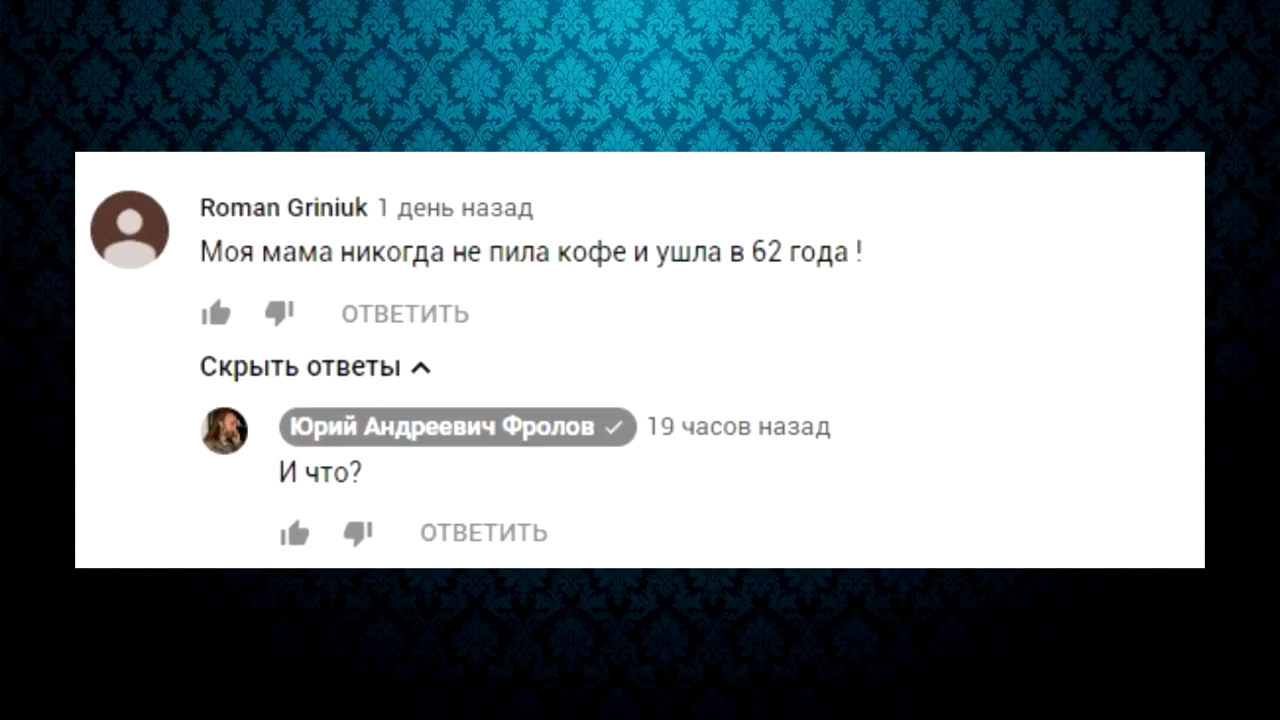 Roman Griniuk 1 день назад
Моя мама никогда не пила кофе и ушла в 62 года !
ОТВЕТИТЬ
Скрыть ответы
Юрий Андреевич Фролов 19 часов назад
И что?
ОТВЕТИТЬ